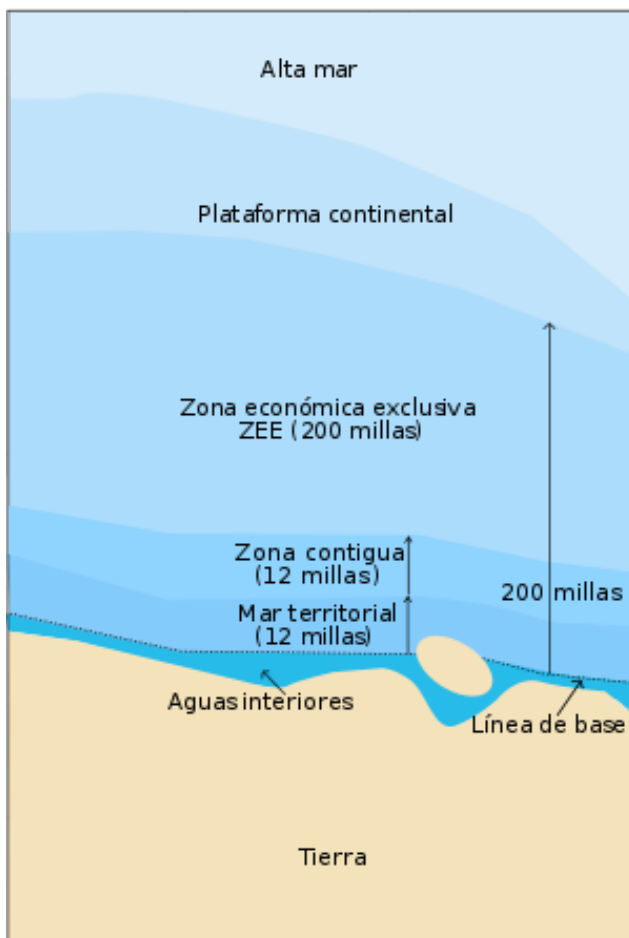 Alta mar
Plataforma continental
Zona económica exclusiva
ZEE (200 millas)
Zona contigua
(12 millas)
200 millas
Mar territorial
(12 millas)
Aguas interiores
Línea de base
Tierra